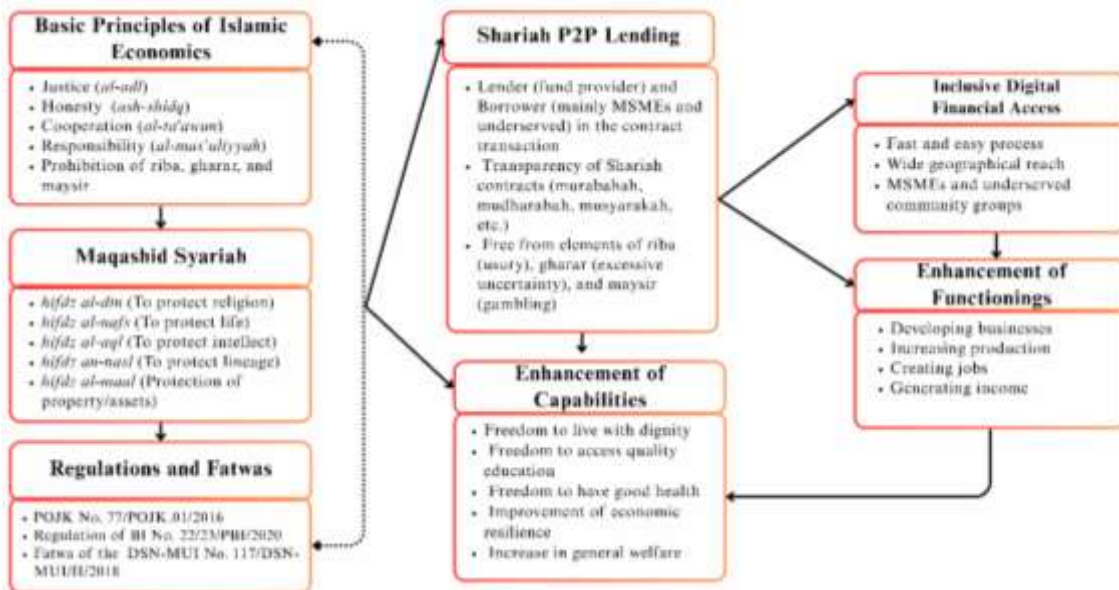 Basic Principles of Islamic
Economics
• Justice (al-adl)
• Honesty (ash-shidq)
• Cooperation (al-ta'awun)
• Responsibility (al-mas'uliyyah)
• Prohibition of riba, gharar, and
maysir
Maqashid Syariah
• hifdz al-din (To protect religion)
• hifdz al-nafs (To protect life)
• hifdz al-aql (To protect intellect)
• hifdz an-nasl (To protect lineage)
• hifdz al-maal (Protection of
property/assets)
Regulations and Fatwas
• POJK No. 77/POJK.01/2016
• Regulation of BI No. 22/23/PBI/2020
• Fatwa of the DSN-MUI No. 117/DSN-
MUI/II/2018
Shariah P2P Lending
• Lender (fund provider) and
Borrower (mainly MSMEs and
underserved) in the contract
transaction
• Transparency of Shariah
contracts (murabahah,
mudharabah, musyarakah,
etc.)
• Free from elements of riba
(usury), gharar (excessive
uncertainty), and maysir
(gambling)
Enhancement of
Capabilities
• Freedom to live with dignity
• Freedom to access quality
education
• Freedom to have good health
• Improvement of economic
resilience
• Increase in general welfare
Inclusive Digital
Financial Access
• Fast and easy process
• Wide geographical reach
• MSMEs and underserved
community groups
Enhancement of
Functionings
• Developing businesses
• Increasing production
• Creating jobs
• Generating income